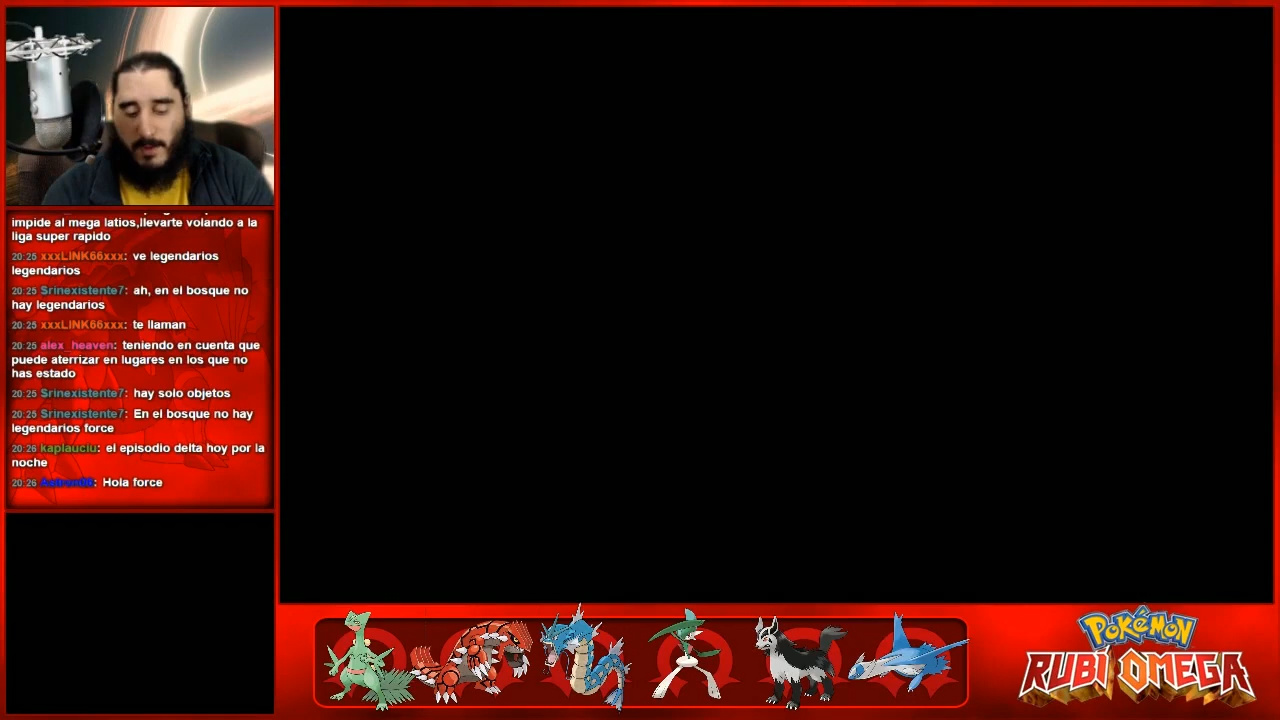 impide al mega latios,llevarte volando a la
liga super rapido
20:25 xxxLINK66xxx: ve legendarios
legendarios
20:25 Srinexistente7: ah, en el bosque no
hay legendarios
20:25 xxxLINK66xxx: te llaman
20:25 alex_heaven: teniendo en cuenta que
puede aterrizar en lugares en los que no
has estado
20:25 Srinexistente7: hay solo objetos
20:25 Srinexistente7: En el bosque no hay
legendarios force
20:26 kaplauciu: el episodio delta hoy por la
noche
20:26 : Hola force
POKÉMON
RUBI OMEGA